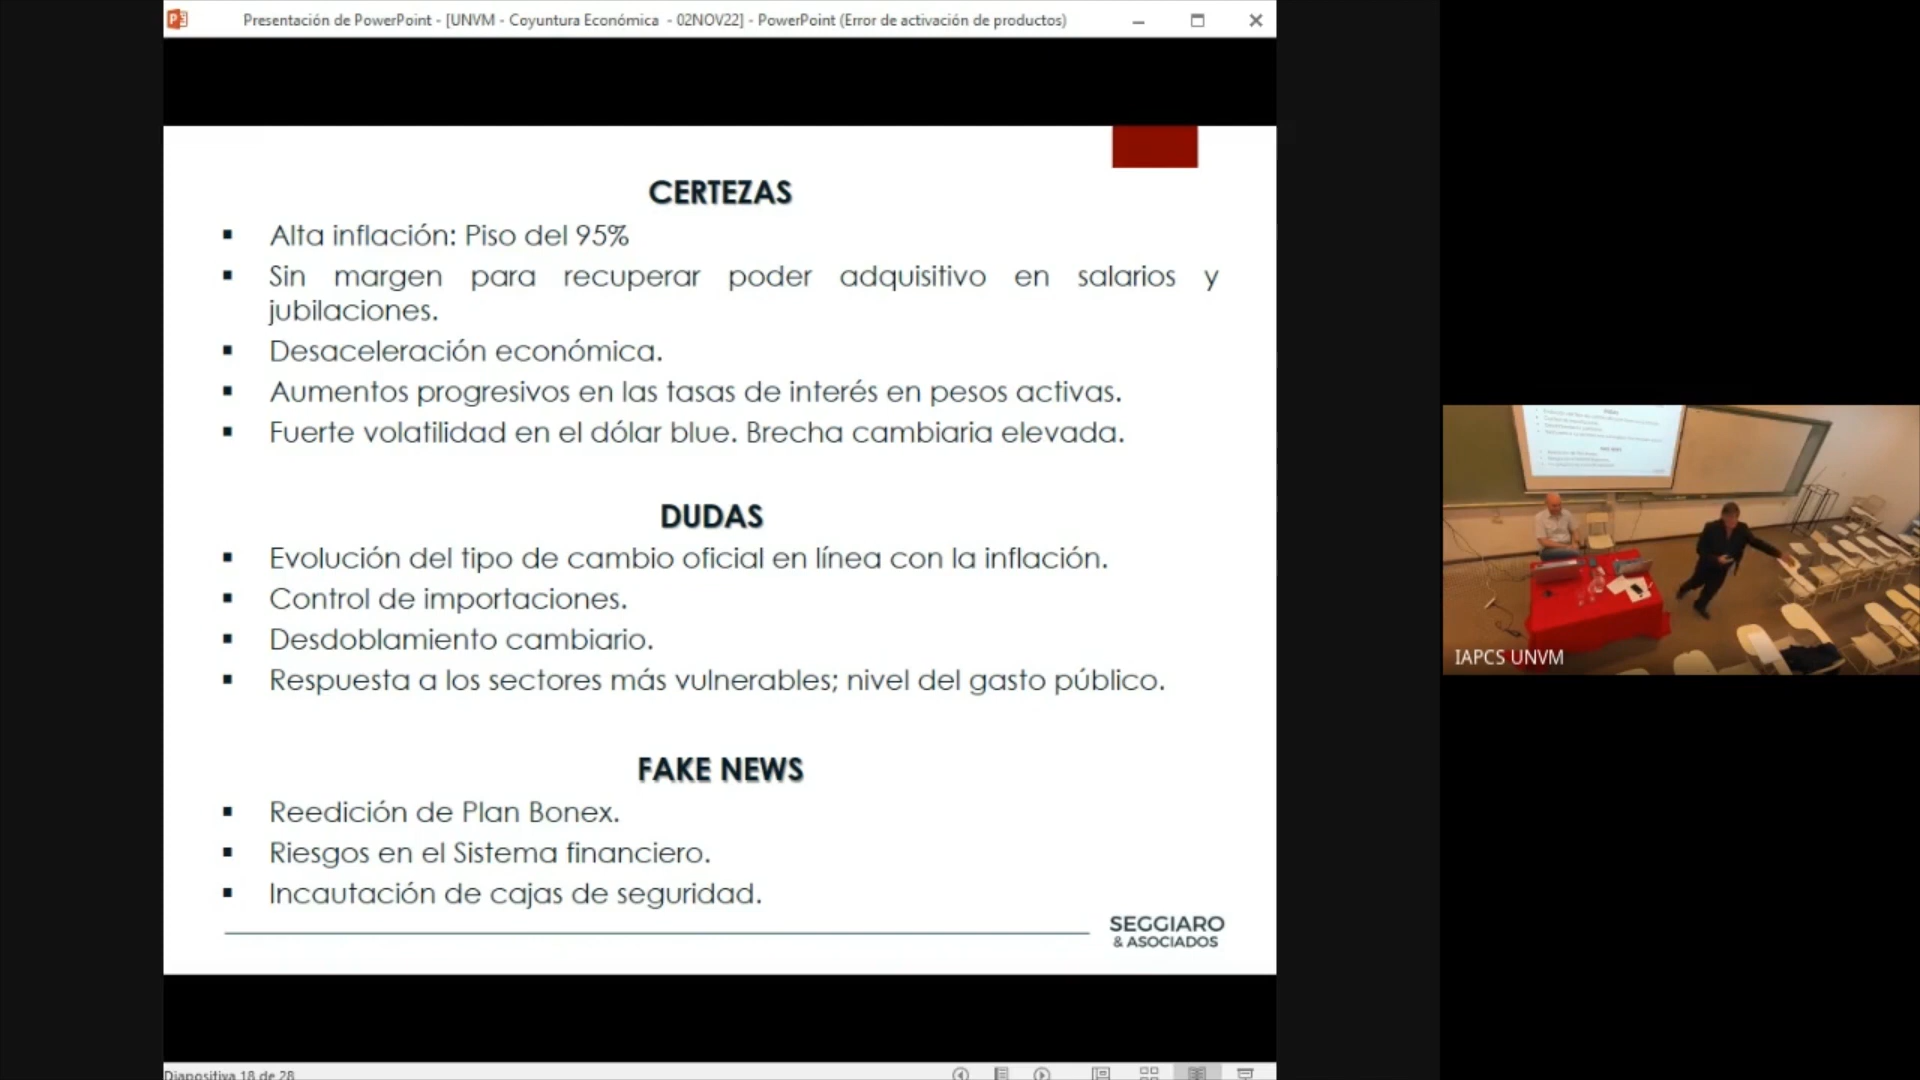 Presentación de PowerPoint - [UNVM - Coyuntura Económica - 02NOV22] - PowerPoint (Error de activación de productos)
CERTEZAS
▪ Alta inflación: Piso del 95%
▪ Sin margen para recuperar poder adquisitivo en salarios y
jubilaciones.
▪ Desaceleración económica.
▪ Aumentos progresivos en las tasas de interés en pesos activas.
▪ Fuerte volatilidad en el dólar blue. Brecha cambiaria elevada.
DUDAS
▪ Evolución del tipo de cambio oficial en línea con la inflación.
▪ Control de importaciones.
▪ Desdoblamiento cambiario.
▪ Respuesta a los sectores más vulnerables; nivel del gasto público.
FAKE NEWS
▪ Reedición de Plan Bonex.
▪ Riesgos en el Sistema financiero.
▪ Incautación de cajas de seguridad.
SEGGIARO
& ASOCIADOS
Diapositiva 18 de 28
IAPCS UNVM